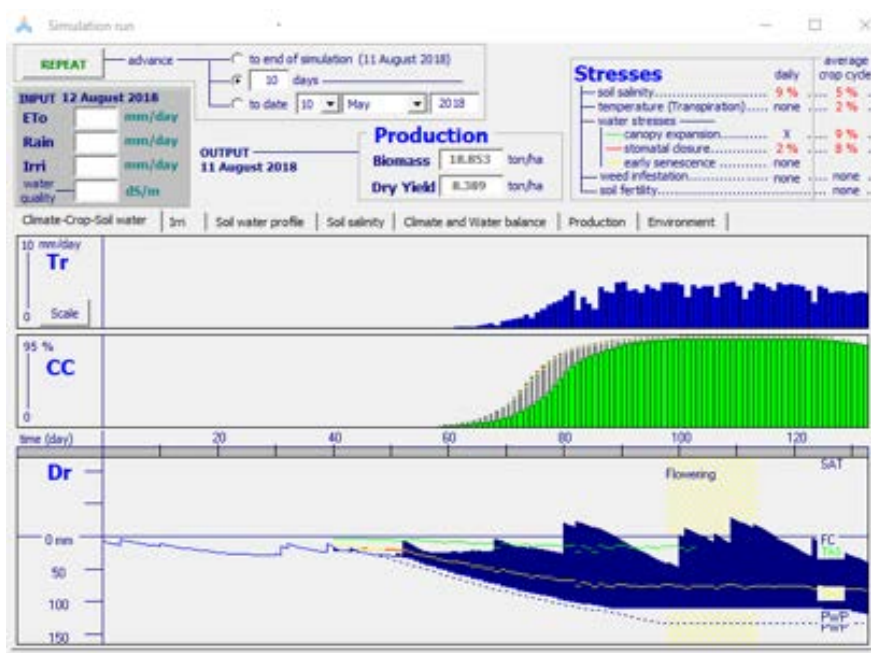 Simulation run
REPEAT
advance
to end of simulation (11 August 2018)
10 days
to date 10 May 2018
INPUT 12 August 2018
ETo mm/day
Rain mm/day
Irri mm/day
water quality dS/m
OUTPUT
11 August 2018
Production
Biomass 18.853 ton/ha
Dry Yield 8.389 ton/ha
Stresses daily average crop cycle
soil salinity 9 % 5 %
temperature (Transpiration) none 2 %
water stresses
canopy expansion X 9 %
stomatal closure 2 % 8 %
early senescence none
weed infestation none none
soil fertility none
Climate-Crop-Soil water Soil water profile Soil salinity Climate and Water balance Production Environment
10 mm/day
Tr
0 Scale
95 %
CC
0
time (day) 20 40 60 80 100 120
Dr
Flowering
SAT
0 mm
FC
50
100
PWP
150